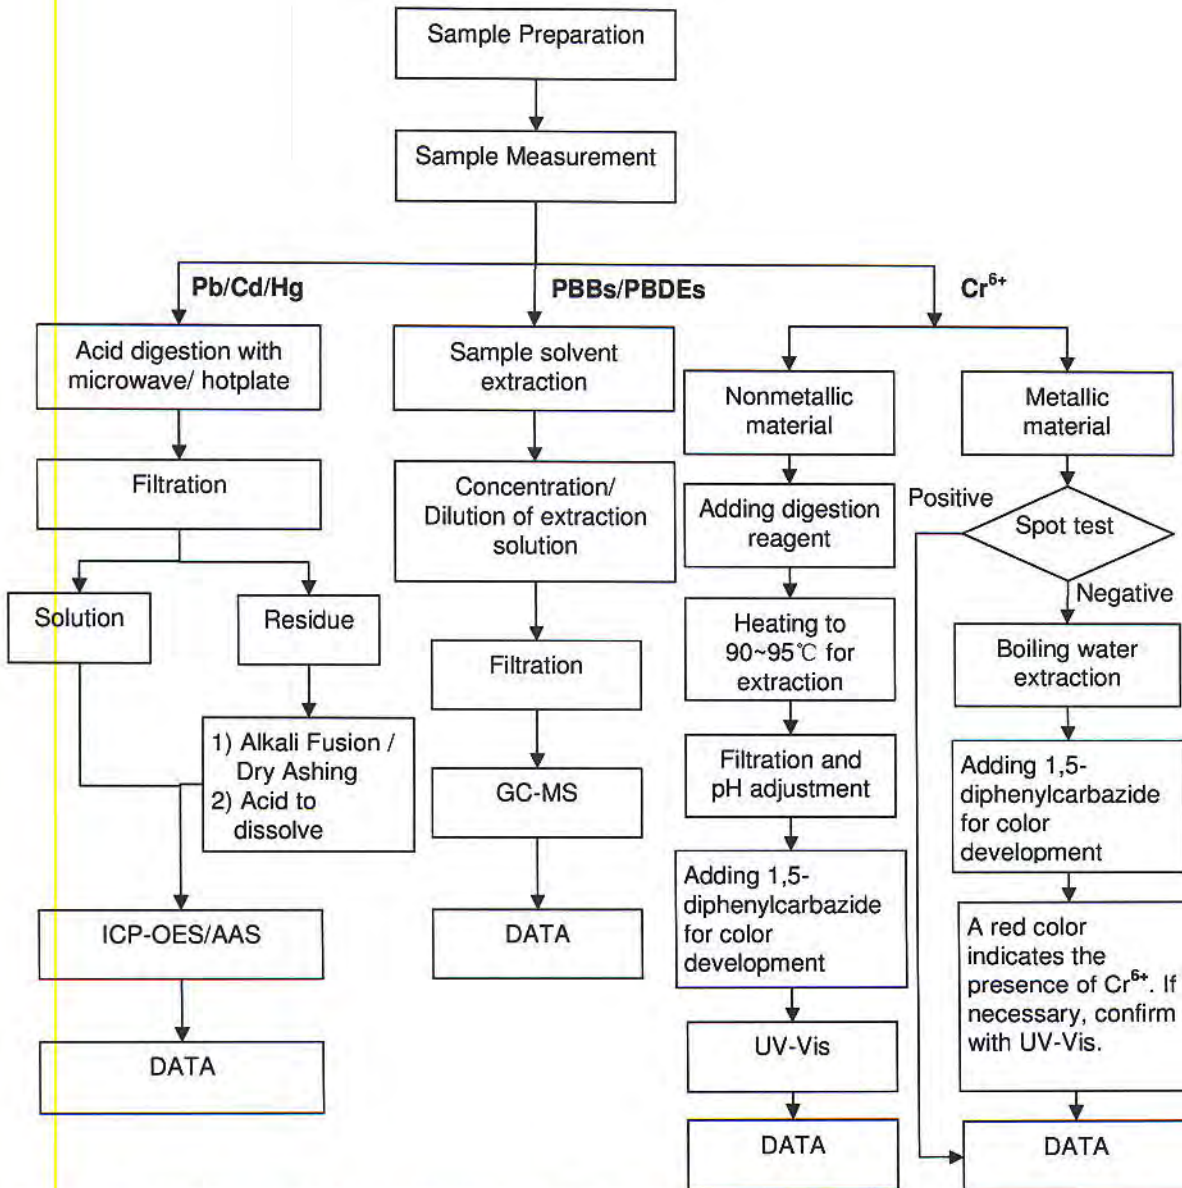 Sample Preparation
Sample Measurement
Pb/Cd/Hg
PBBs/PBDEs
Cr⁶⁺
Acid digestion with
microwave/ hotplate
Filtration
Solution
Residue
1) Alkali Fusion /
Dry Ashing
2) Acid to
dissolve
ICP-OES/AAS
DATA
Sample solvent
extraction
Concentration/
Dilution of extraction
solution
Filtration
GC-MS
DATA
Nonmetallic
material
Adding digestion
reagent
Heating to
90~95℃ for
extraction
Filtration and
pH adjustment
Adding 1,5-
diphenylcarbazide
for color
development
UV-Vis
DATA
Metallic
material
Positive
Spot test
Negative
Boiling water
extraction
Adding 1,5-
diphenylcarbazide
for color
development
A red color
indicates the
presence of Cr⁶⁺. If
necessary, confirm
with UV-Vis.
DATA